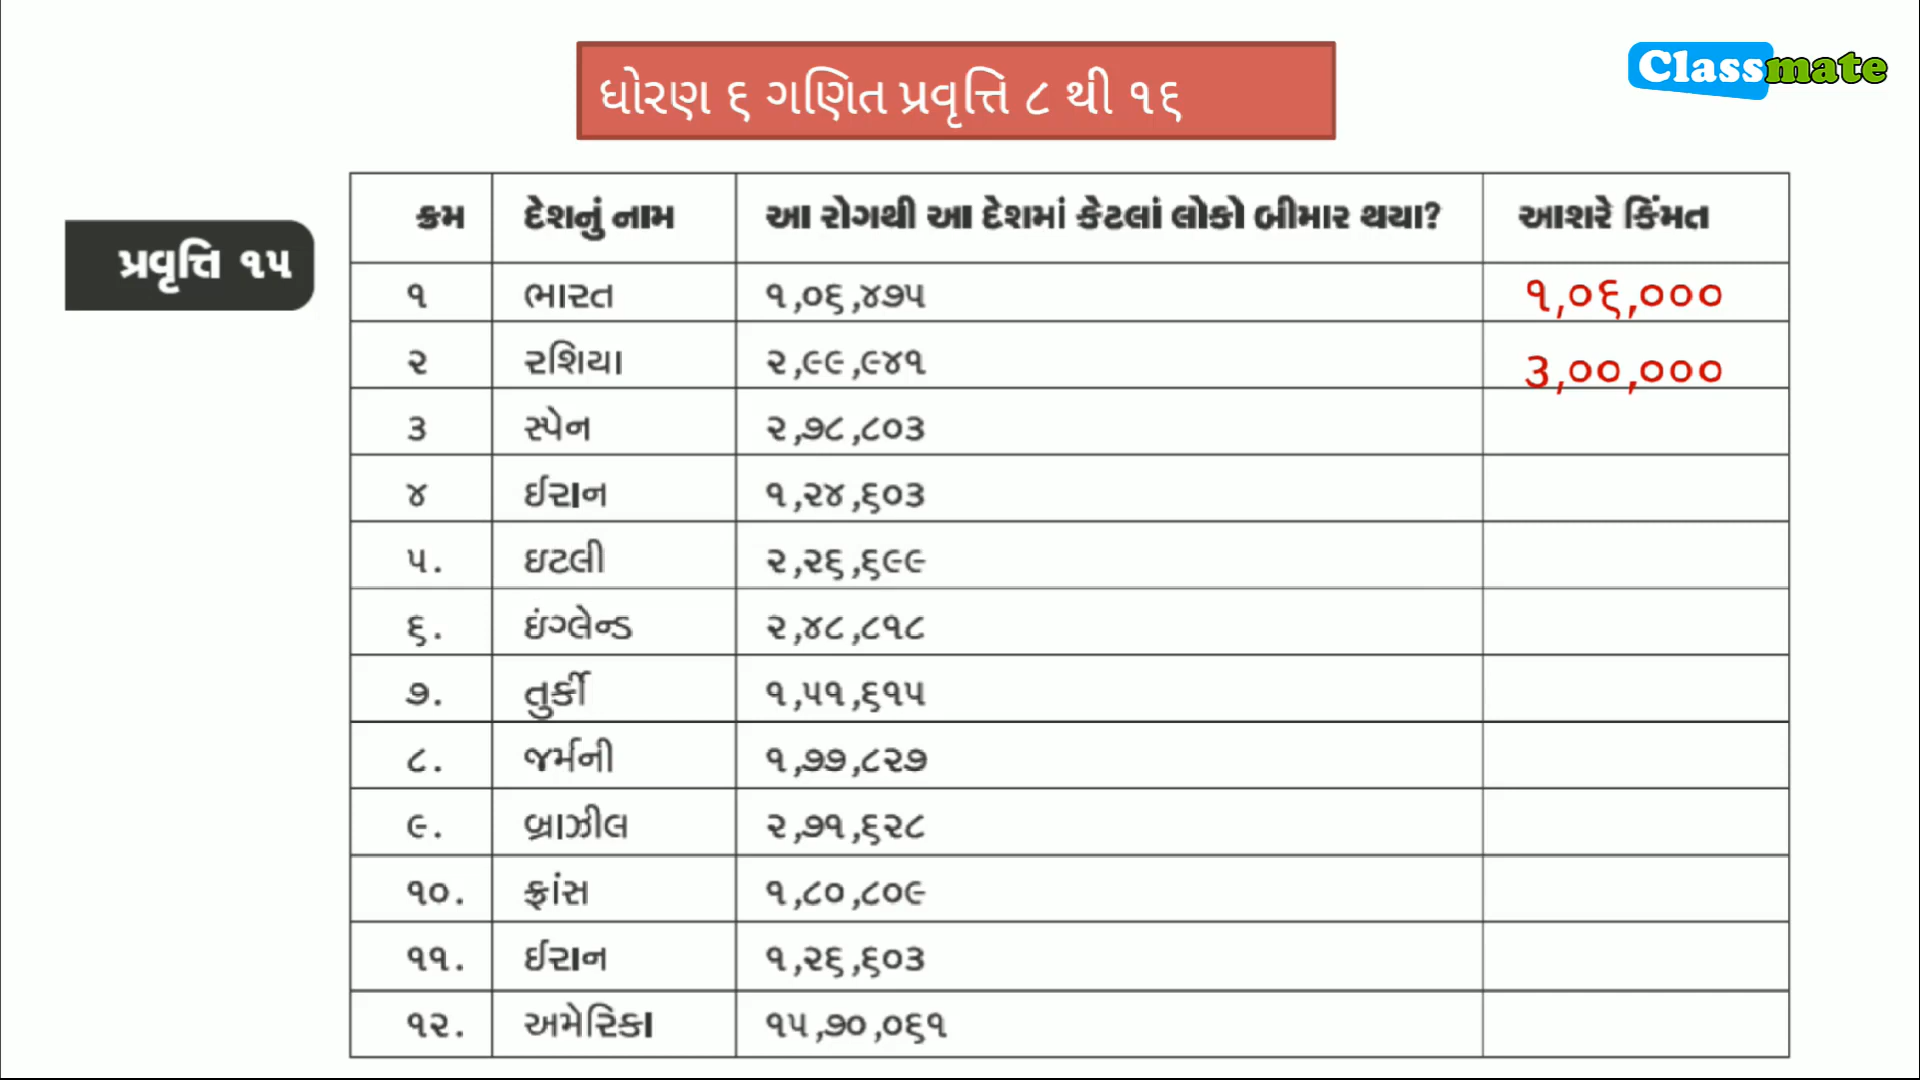 Classmate
ધોરણ ૬ ગણિત પ્રવૃત્તિ ૮ થી ૧૬
પ્રવૃત્તિ ૧૫
ક્રમ દેશનું નામ આ રોગથી આ દેશમાં કેટલાં લોકો બીમાર થયા? આશરે કિંમત
૧ ભારત ૧,૦૬,૪૭૫ ૧,૦૬,૦૦૦
૨ રશિયા ૨,૯૯,૯૪૧ ૩,૦૦,૦૦૦
૩ સ્પેન ૨,૭૮,૮૦૩
૪ ઈરાન ૧,૨૪,૬૦૩
૫. ઇટલી ૨,૨૬,૬૯૯
૬. ઇંગ્લેન્ડ ૨,૪૮,૮૧૮
૭. તુર્કી ૧,૫૧,૬૧૫
૮. જર્મની ૧,૭૭,૮૨૭
૯. બ્રાઝીલ ૨,૭૧,૬૨૮
૧૦. ફ્રાંસ ૧,૮૦,૮૦૯
૧૧. ઈરાન ૧,૨૬,૬૦૩
૧૨. અમેરિકા ૧૫,૭૦,૦૬૧